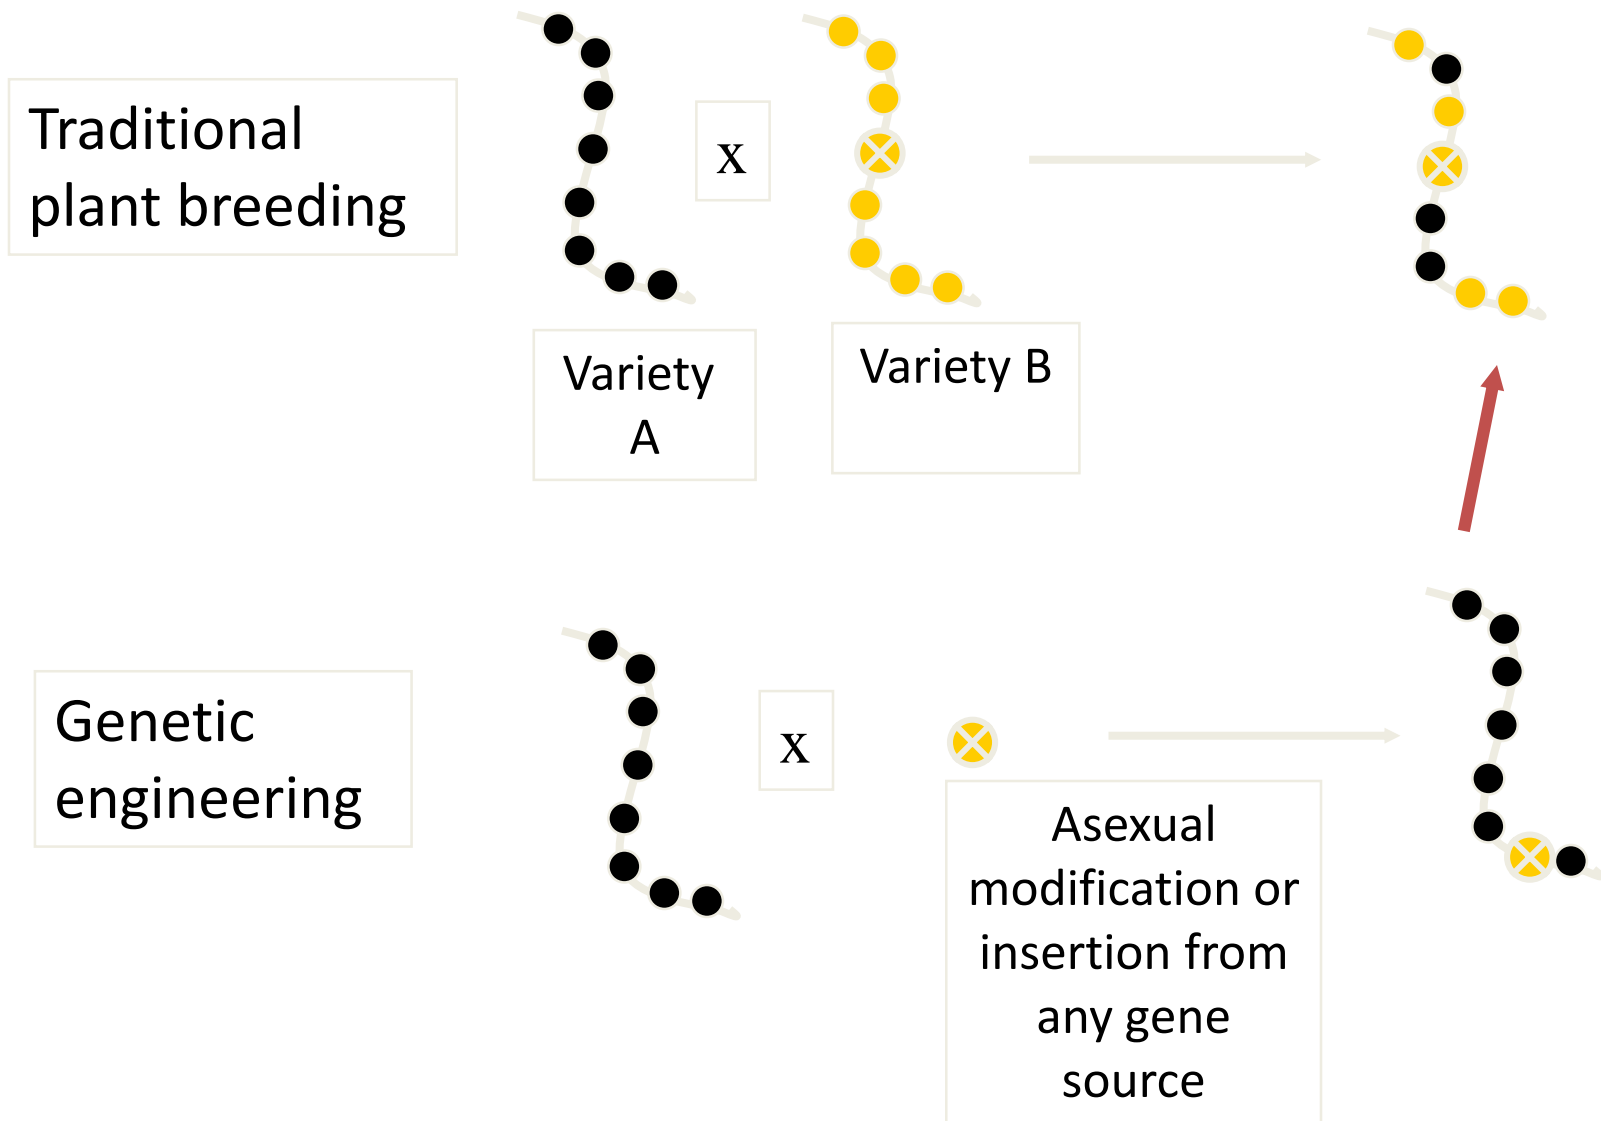 Traditional
plant breeding
x
Variety
A
Variety B
Genetic
engineering
x
Asexual
modification or
insertion from
any gene
source